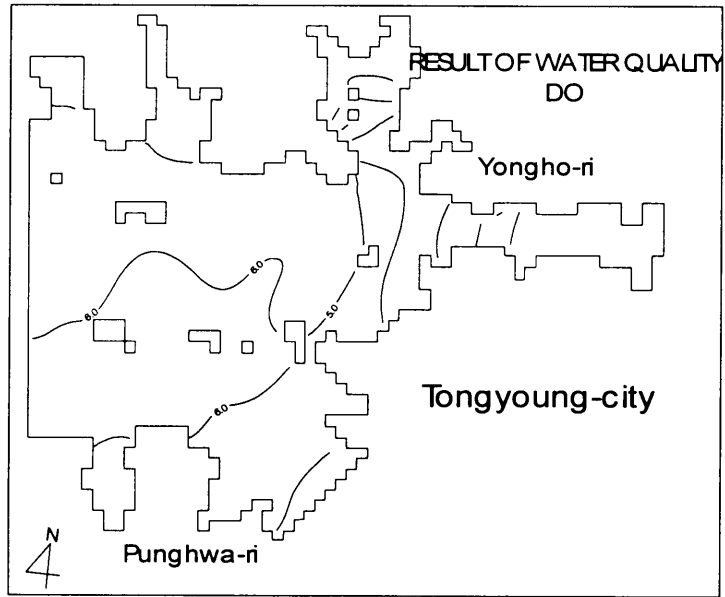 RESULT OF WATER QUALITY
DO
Yongho-ri
6.0
5.0
6.0
Tongyoung-city
6.0
N
Punghwa-ri